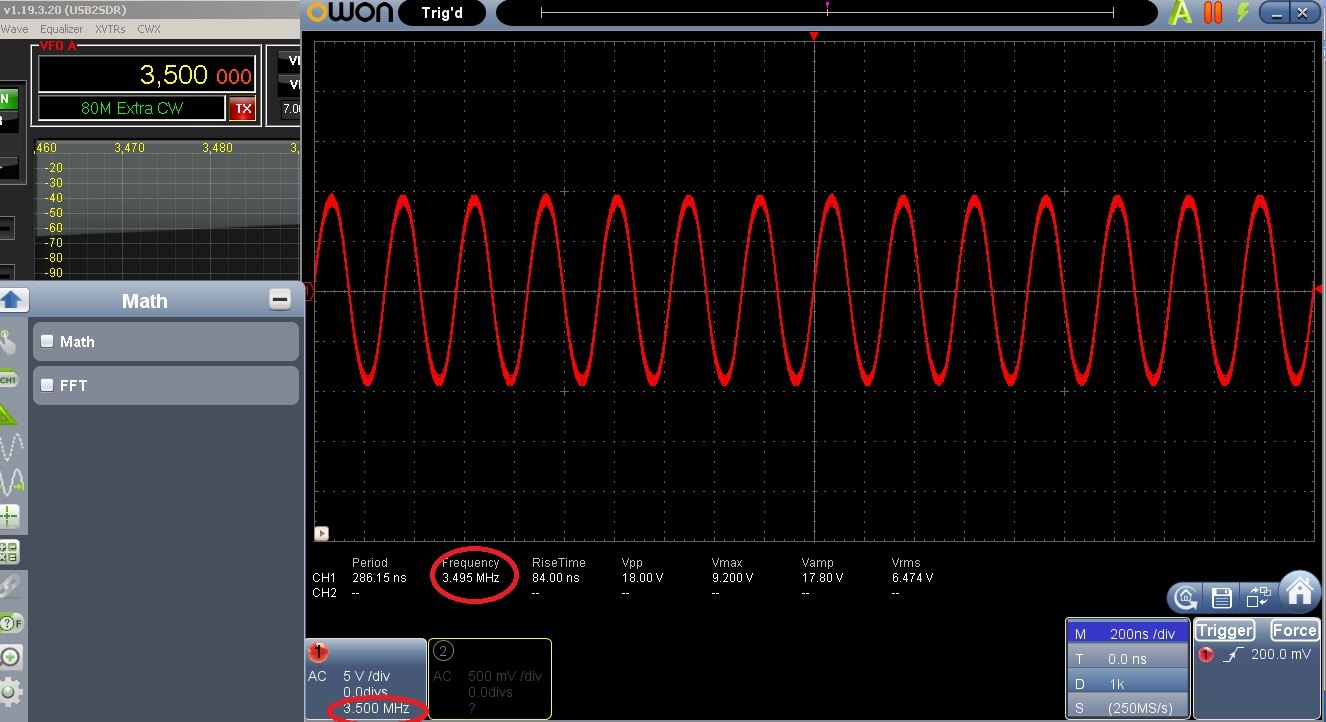 v1.19.3.20 (USB2SDR)
Wave Equalizer XVTRs CWX
VFO A
3,500 000
80M Extra CW TX
7.0
3,470 3,480
-20
-30
-40
-50
-60
-70
-80
-90
Math
Math
FFT
CH1
owon Trig'd
Period Frequency RiseTime Vpp Vmax Vamp Vrms
CH1 286.15 ns 3.495 MHz 84.00 ns 18.00 V 9.200 V 17.80 V 6.474 V
CH2 -- -- -- -- -- -- --
1
AC 5 V /div
0.0divs
3.500 MHz
2
AC 500 mV /div
0.0divs
?
M 200ns /div
T 0.0 ns
D 1k
S (250MS/s)
Trigger Force
1 200.0 mV